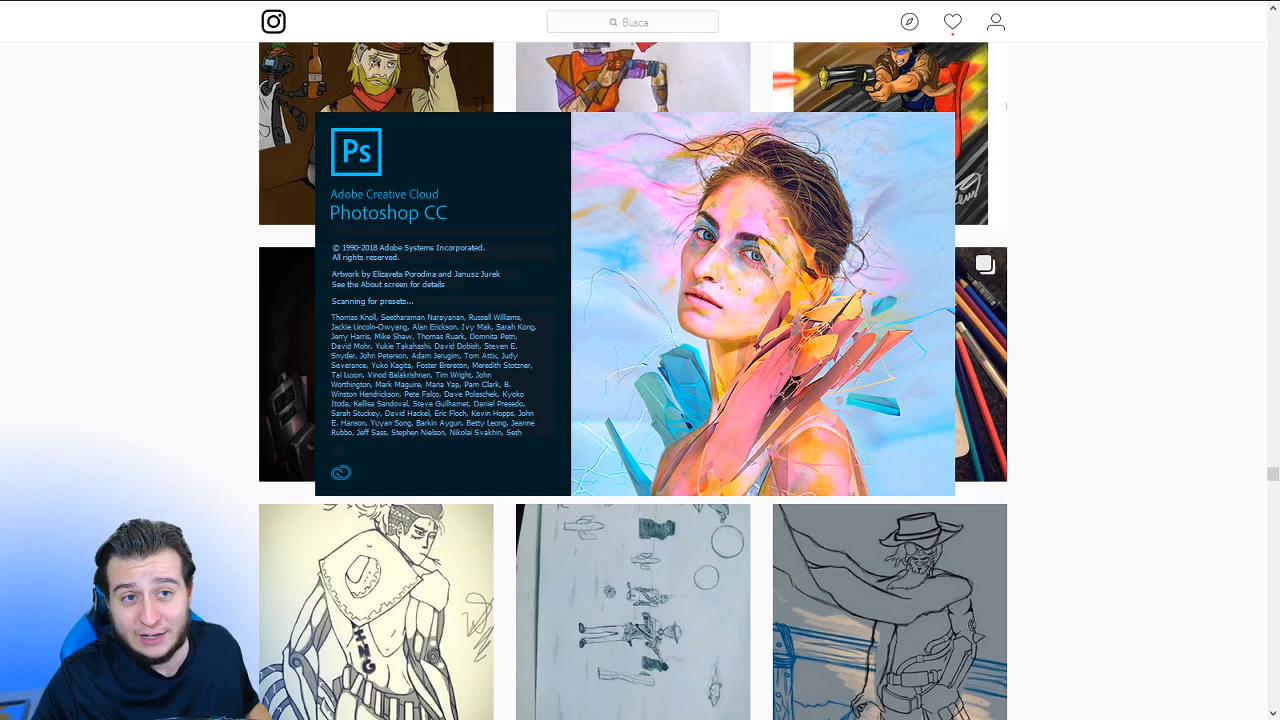 Busca
Ps
Adobe Creative Cloud
Photoshop CC
© 1990-2018 Adobe Systems Incorporated.
All rights reserved.
Artwork by Elizaveta Porodina and Janusz Jurek
See the About screen for details
Scanning for presets...
Thomas Knoll, Seetharaman Narayanan, Russell Williams,
Jackie Lincoln-Owyang, Alan Erickson, Ivy Mak, Sarah Kong,
Jerry Harris, Mike Shaw, Thomas Ruark, Domnita Petri,
David Mohr, Yukie Takahashi, David Dobish, Steven E.
Snyder, John Peterson, Adam Jerugim, Tom Attix, Judy
Severance, Yuko Kagita, Foster Brereton, Meredith Stotzner,
Tai Luxon, Vinod Balakrishnan, Tim Wright, John
Worthington, Mark Maguire, Maria Yap, Pam Clark, B.
Winston Hendrickson, Pete Falco, Dave Polaschek, Kyoko
Itoda, Kellisa Sandoval, Steve Guilhamet, Daniel Presedo,
Sarah Stuckey, David Hackel, Eric Floch, Kevin Hopps, John
E. Hanson, Yuyan Song, Barkin Aygun, Betty Leong, Jeanne
Rubbo, Jeff Sass, Stephen Nielson, Nikolai Svakhin, Seth